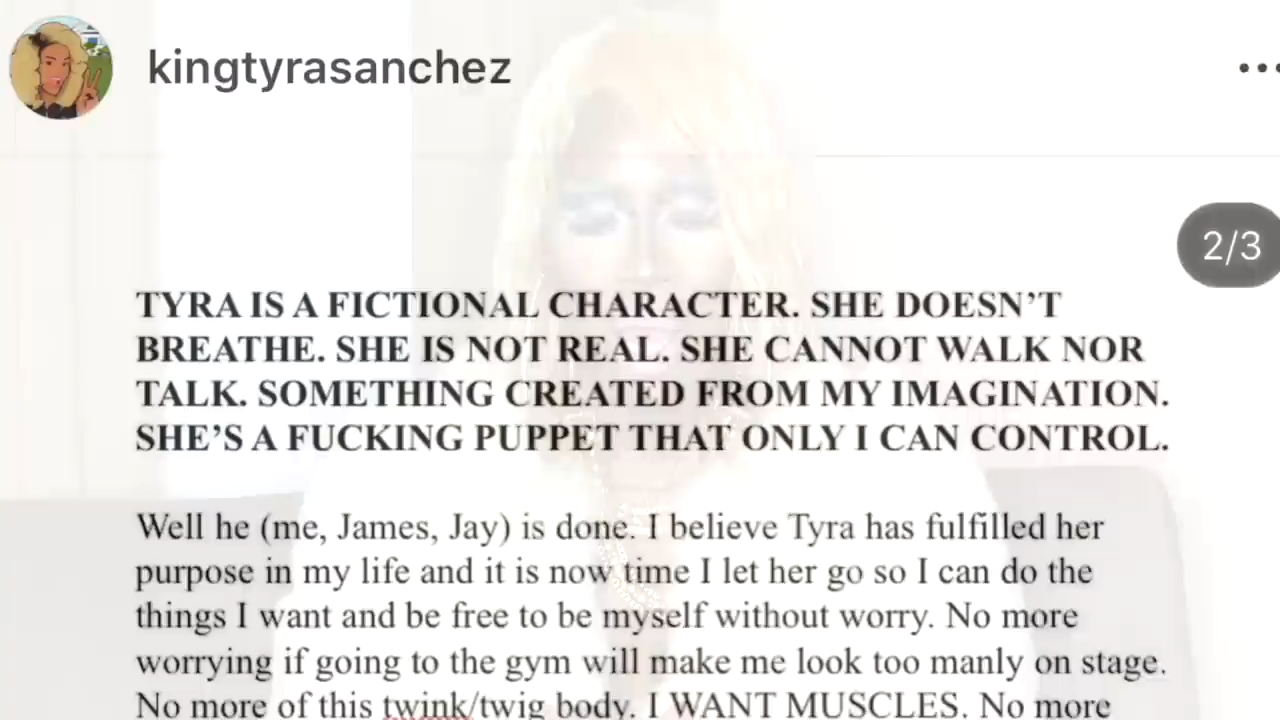 kingtyrasanchez
2/3
TYRA IS A FICTIONAL CHARACTER. SHE DOESN’T
BREATHE. SHE IS NOT REAL. SHE CANNOT WALK NOR
TALK. SOMETHING CREATED FROM MY IMAGINATION.
SHE’S A FUCKING PUPPET THAT ONLY I CAN CONTROL.
Well he (me, James, Jay) is done. I believe Tyra has fulfilled her
purpose in my life and it is now time I let her go so I can do the
things I want and be free to be myself without worry. No more
worrying if going to the gym will make me look too manly on stage.
No more of this twink/twig body. I WANT MUSCLES. No more